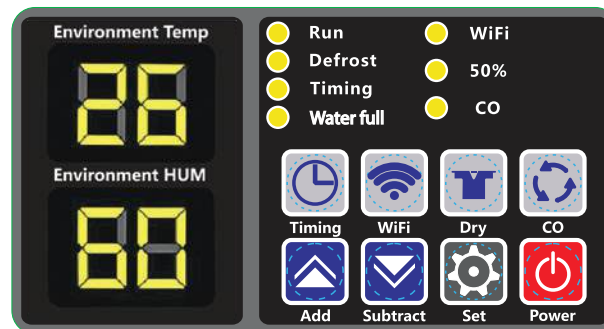 Environment Temp
26
Environment HUM
60
Run
Defrost
Timing
Water full
WiFi
50%
CO
Timing WiFi Dry CO
Add Subtract Set Power